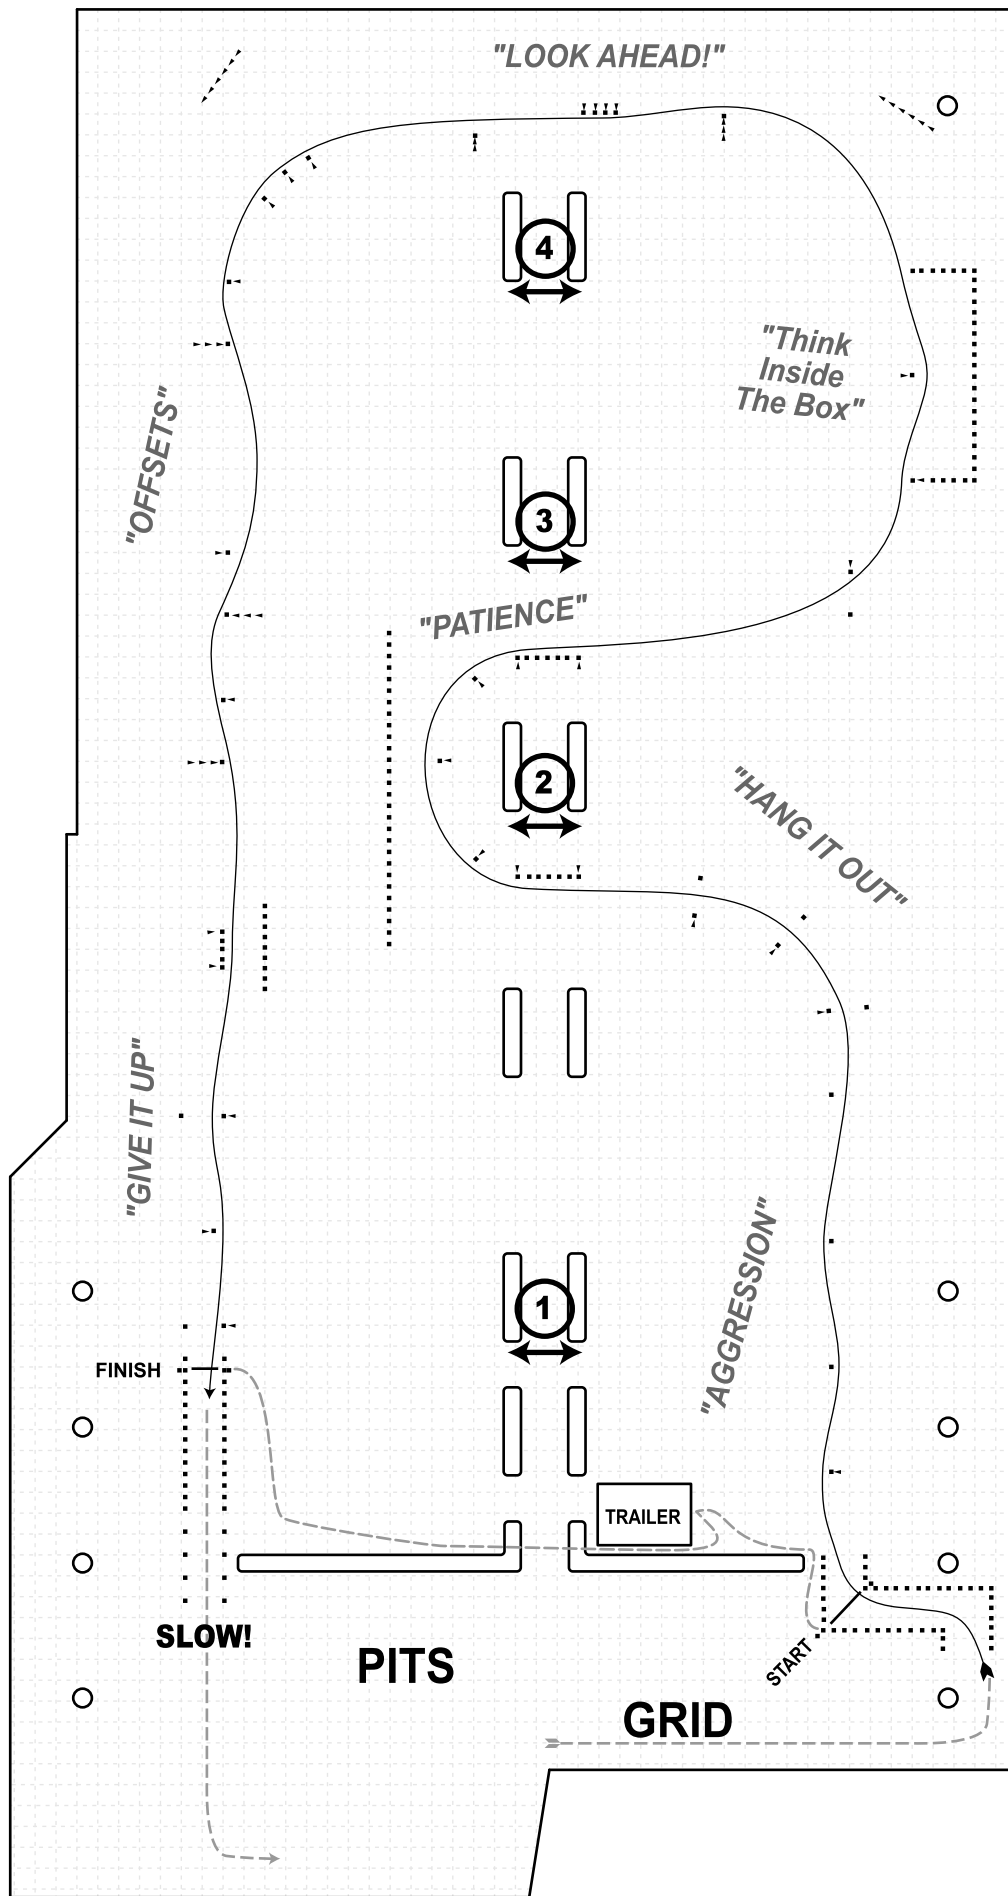 "LOOK AHEAD!"
4
"Think
Inside
The Box"
"OFFSETS"
3
"PATIENCE"
2
"HANG IT OUT"
"GIVE IT UP"
"AGGRESSION"
1
FINISH
TRAILER
SLOW!
START
PITS
GRID